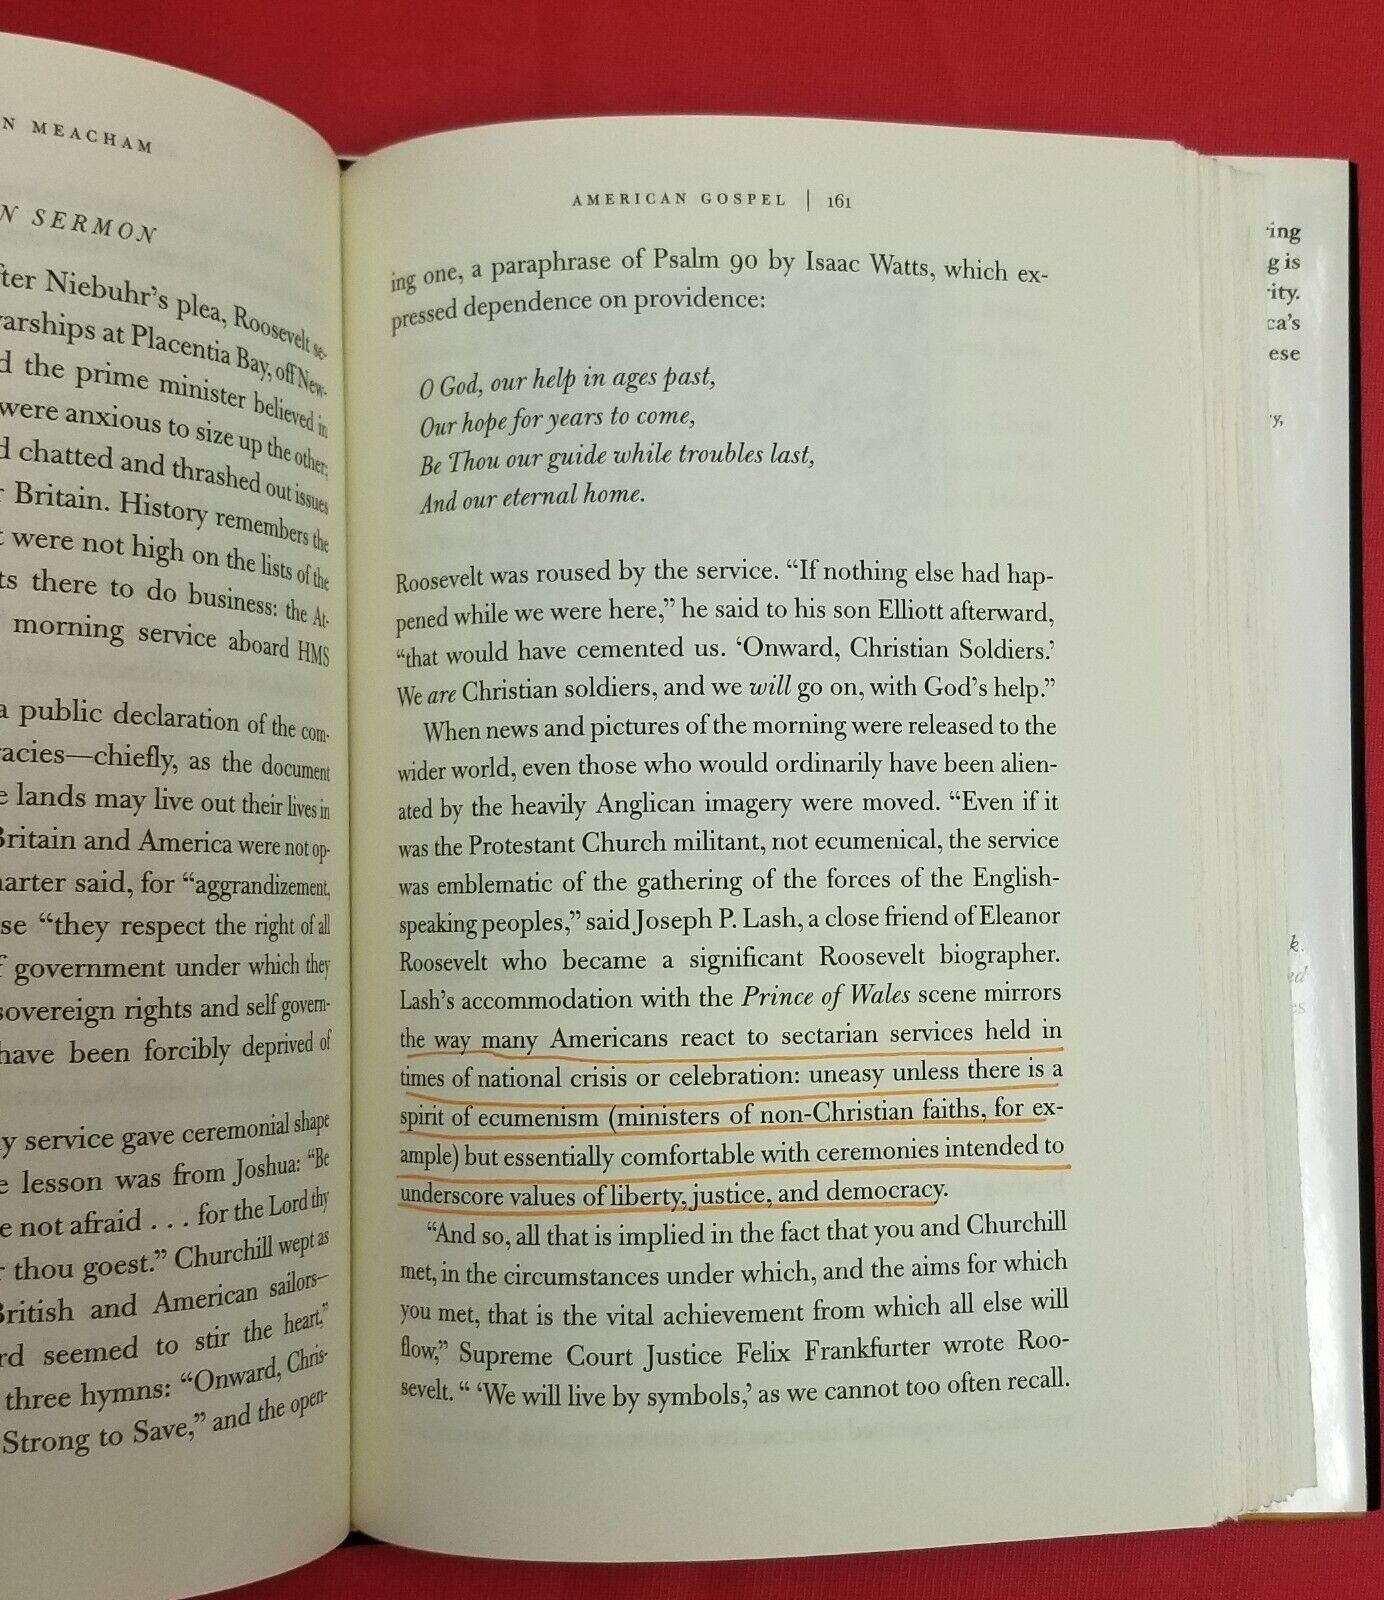 N MEACHAM
N SERMON
fter Niebuhr's plea, Roosevelt se-
warships at Placentia Bay, off New-
d the prime minister believed in
were anxious to size up the other;
d chatted and thrashed out issues
r Britain. History remembers the
t were not high on the lists of the
ts there to do business: the At-
morning service aboard HMS
a public declaration of the com-
racies—chiefly, as the document
e lands may live out their lives in
Britain and America were not op-
harter said, for “aggrandizement,
se “they respect the right of all
f government under which they
sovereign rights and self govern-
have been forcibly deprived of
y service gave ceremonial shape
e lesson was from Joshua: “Be
e not afraid . . . for the Lord thy
r thou goest.” Churchill wept as
British and American sailors—
rd seemed to stir the heart,”
three hymns: “Onward, Chris-
Strong to Save,” and the open-
AMERICAN GOSPEL | 161
ing one, a paraphrase of Psalm 90 by Isaac Watts, which ex-
pressed dependence on providence:
O God, our help in ages past,
Our hope for years to come,
Be Thou our guide while troubles last,
And our eternal home.
Roosevelt was roused by the service. “If nothing else had hap-
pened while we were here,” he said to his son Elliott afterward,
“that would have cemented us. ‘Onward, Christian Soldiers.’
We are Christian soldiers, and we will go on, with God’s help.”
When news and pictures of the morning were released to the
wider world, even those who would ordinarily have been alien-
ated by the heavily Anglican imagery were moved. “Even if it
was the Protestant Church militant, not ecumenical, the service
was emblematic of the gathering of the forces of the English-
speaking peoples,” said Joseph P. Lash, a close friend of Eleanor
Roosevelt who became a significant Roosevelt biographer.
Lash’s accommodation with the Prince of Wales scene mirrors
the way many Americans react to sectarian services held in
times of national crisis or celebration: uneasy unless there is a
spirit of ecumenism (ministers of non-Christian faiths, for ex-
ample) but essentially comfortable with ceremonies intended to
underscore values of liberty, justice, and democracy.
“And so, all that is implied in the fact that you and Churchill
met, in the circumstances under which, and the aims for which
you met, that is the vital achievement from which all else will
flow,” Supreme Court Justice Felix Frankfurter wrote Roo-
sevelt. “ ‘We will live by symbols,’ as we cannot too often recall.
ring
g is
rity.
ca's
ese
y,
k.
nd
es